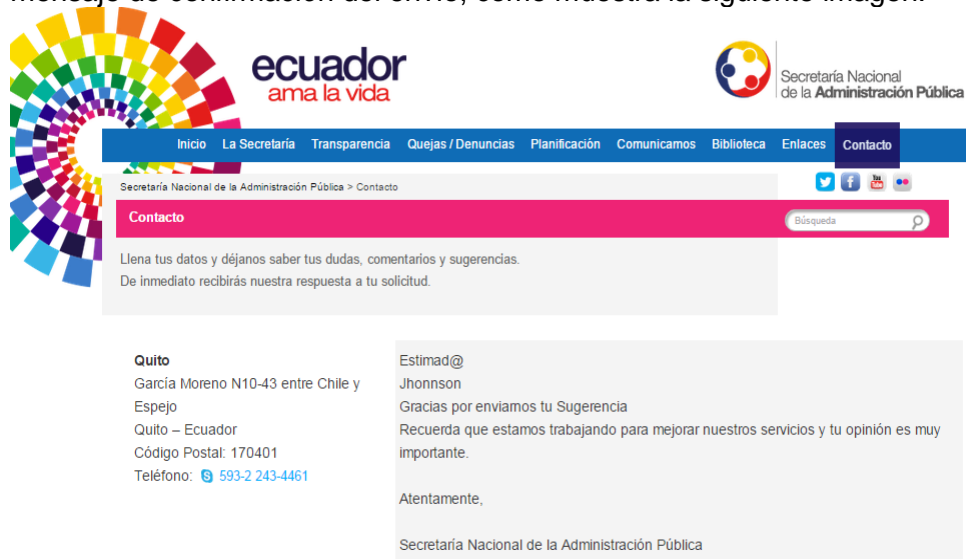 mensaje de confirmación del envío, como muestra la siguiente imagen:
ecuador
ama la vida
Secretaría Nacional
de la Administración Pública
Inicio La Secretaría Transparencia Quejas / Denuncias Planificación Comunicamos Biblioteca Enlaces Contacto
Secretaría Nacional de la Administración Pública > Contacto
You Tube
Contacto
Búsqueda
Llena tus datos y déjanos saber tus dudas, comentarios y sugerencias.
De inmediato recibirás nuestra respuesta a tu solicitud.
Quito
García Moreno N10-43 entre Chile y
Espejo
Quito – Ecuador
Código Postal: 170401
Teléfono: 593-2 243-4461
Estimad@
Jhonnson
Gracias por enviarnos tu Sugerencia
Recuerda que estamos trabajando para mejorar nuestros servicios y tu opinión es muy
importante.
Atentamente,
Secretaría Nacional de la Administración Pública